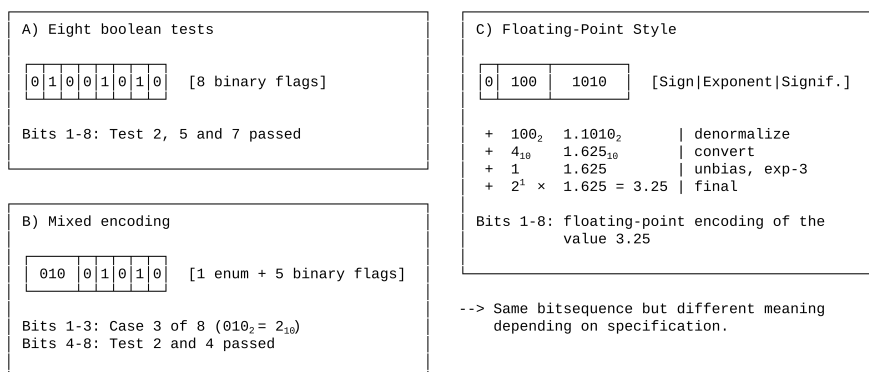 A) Eight boolean tests
0 1 0 0 1 0 1 0 [8 binary flags]
Bits 1-8: Test 2, 5 and 7 passed
B) Mixed encoding
010 0 1 0 1 0 [1 enum + 5 binary flags]
Bits 1-3: Case 3 of 8 (010₂ = 2₁₀)
Bits 4-8: Test 2 and 4 passed
C) Floating-Point Style
0 100 1010 [Sign|Exponent|Signif.]
+ 100₂ 1.1010₂ | denormalize
+ 4₁₀ 1.625₁₀ | convert
+ 1 1.625 | unbias, exp-3
+ 2¹ × 1.625 = 3.25 | final
Bits 1-8: floating-point encoding of the
value 3.25
--> Same bitsequence but different meaning
depending on specification.